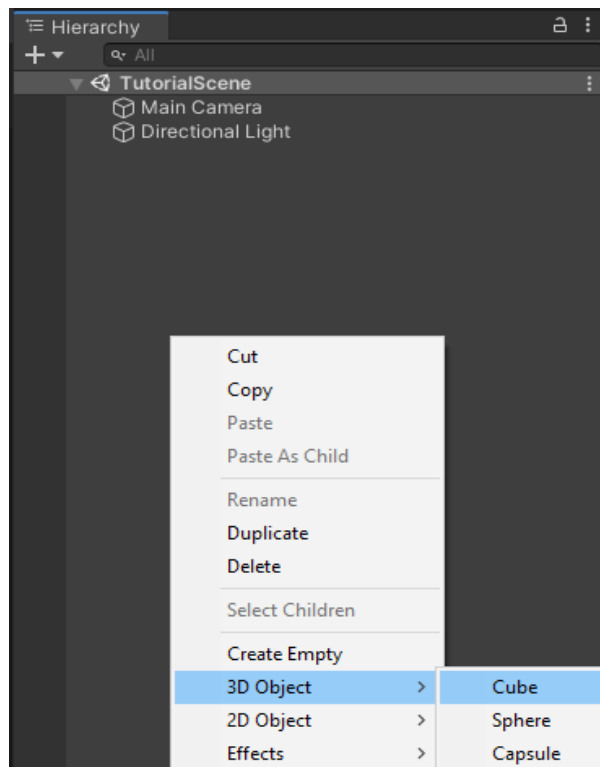 Hierarchy
All
TutorialScene
Main Camera
Directional Light
Cut
Copy
Paste
Paste As Child
Rename
Duplicate
Delete
Select Children
Create Empty
3D Object > Cube
2D Object > Sphere
Effects > Capsule